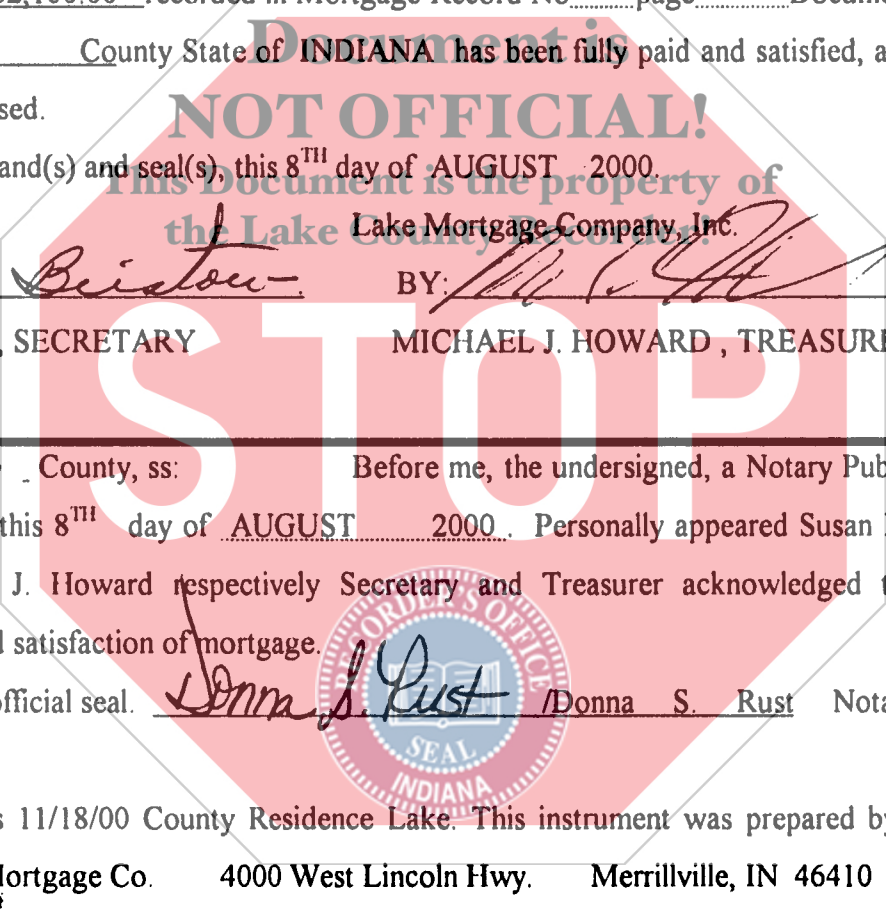 2,100.00 recorded in Mortgage Record No page Docume
County State of INDIANA has been fully paid and satisfied, a
sed.
and(s) and seal(s), this 8TH day of AUGUST 2000.
Document is
NOT OFFICIAL!
This Document is the property of
the Lake County Recorder!
Lake Mortgage Company, Inc.
Bristow BY:
, SECRETARY MICHAEL J. HOWARD , TREASURE
STOP
County, ss: Before me, the undersigned, a Notary Pub
this 8TH day of AUGUST 2000 . Personally appeared Susan
J. Howard respectively Secretary and Treasurer acknowledged t
d satisfaction of mortgage.
official seal. Donna S. Rust /Donna S. Rust Nota
RECORDER'S OFFICE
SEAL
INDIANA
s 11/18/00 County Residence Lake. This instrument was prepared by
Mortgage Co. 4000 West Lincoln Hwy. Merrillville, IN 46410